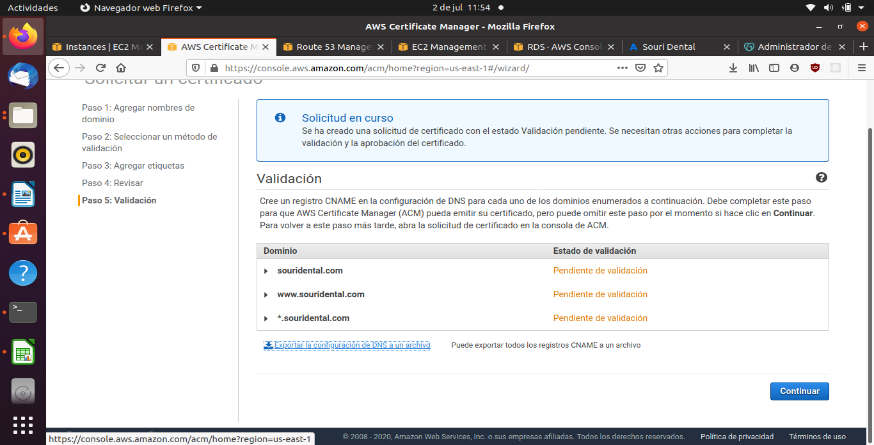 Actividades
Navegador web Firefox
2 de jul 11:54
AWS Certificate Manager - Mozilla Firefox
Instances | EC2 M
AWS Certificate M
Route 53 Manage
EC2 Management
RDS - AWS Consol
Souri Dental
Administrador de
https://console.aws.amazon.com/acm/home?region=us-east-1#/wizard/
Solicitar un certificado
Paso 1: Agregar nombres de
dominio
Paso 2: Seleccionar un método de
validación
Paso 3: Agregar etiquetas
Paso 4: Revisar
Paso 5: Validación
Solicitud en curso
Se ha creado una solicitud de certificado con el estado Validación pendiente. Se necesitan otras acciones para completar la
validación y la aprobación del certificado.
Validación
Cree un registro CNAME en la configuración de DNS para cada uno de los dominios enumerados a continuación. Debe completar este paso
para que AWS Certificate Manager (ACM) pueda emitir su certificado, pero puede omitir este paso por el momento si hace clic en Continuar.
Para volver a este paso más tarde, abra la solicitud de certificado en la consola de ACM.
Dominio Estado de validación
souridental.com Pendiente de validación
www.souridental.com Pendiente de validación
*.souridental.com Pendiente de validación
Exportar la configuración de DNS a un archivo Puede exportar todos los registros CNAME a un archivo
Continuar
https://console.aws.amazon.com/acm/home?region=us-east-1
© 2008 - 2020, Amazon Web Services, Inc. o sus empresas afiliadas. Todos los derechos reservados. Política de privacidad Términos de uso